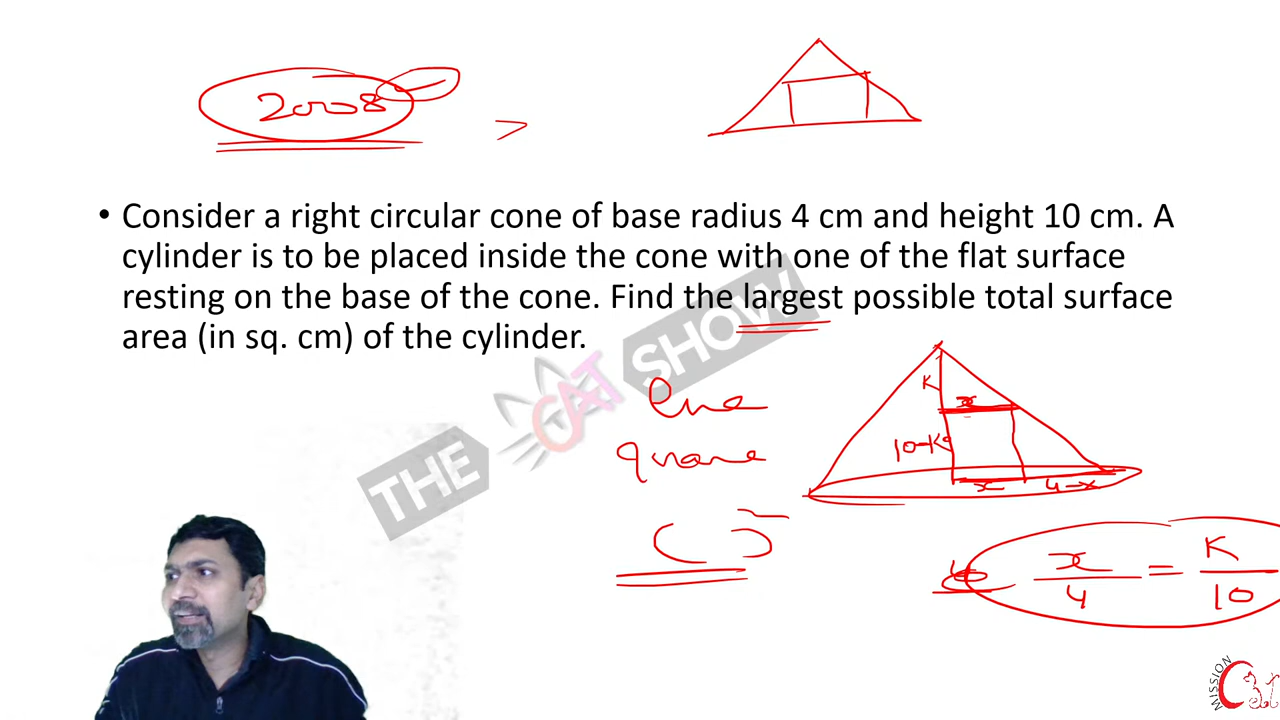 2008
>
• Consider a right circular cone of base radius 4 cm and height 10 cm. A
cylinder is to be placed inside the cone with one of the flat surface
resting on the base of the cone. Find the largest possible total surface
area (in sq. cm) of the cylinder.
THE CAT SHOW
K
x
10-K
x 4-x
x/4 = K/10
MISSION